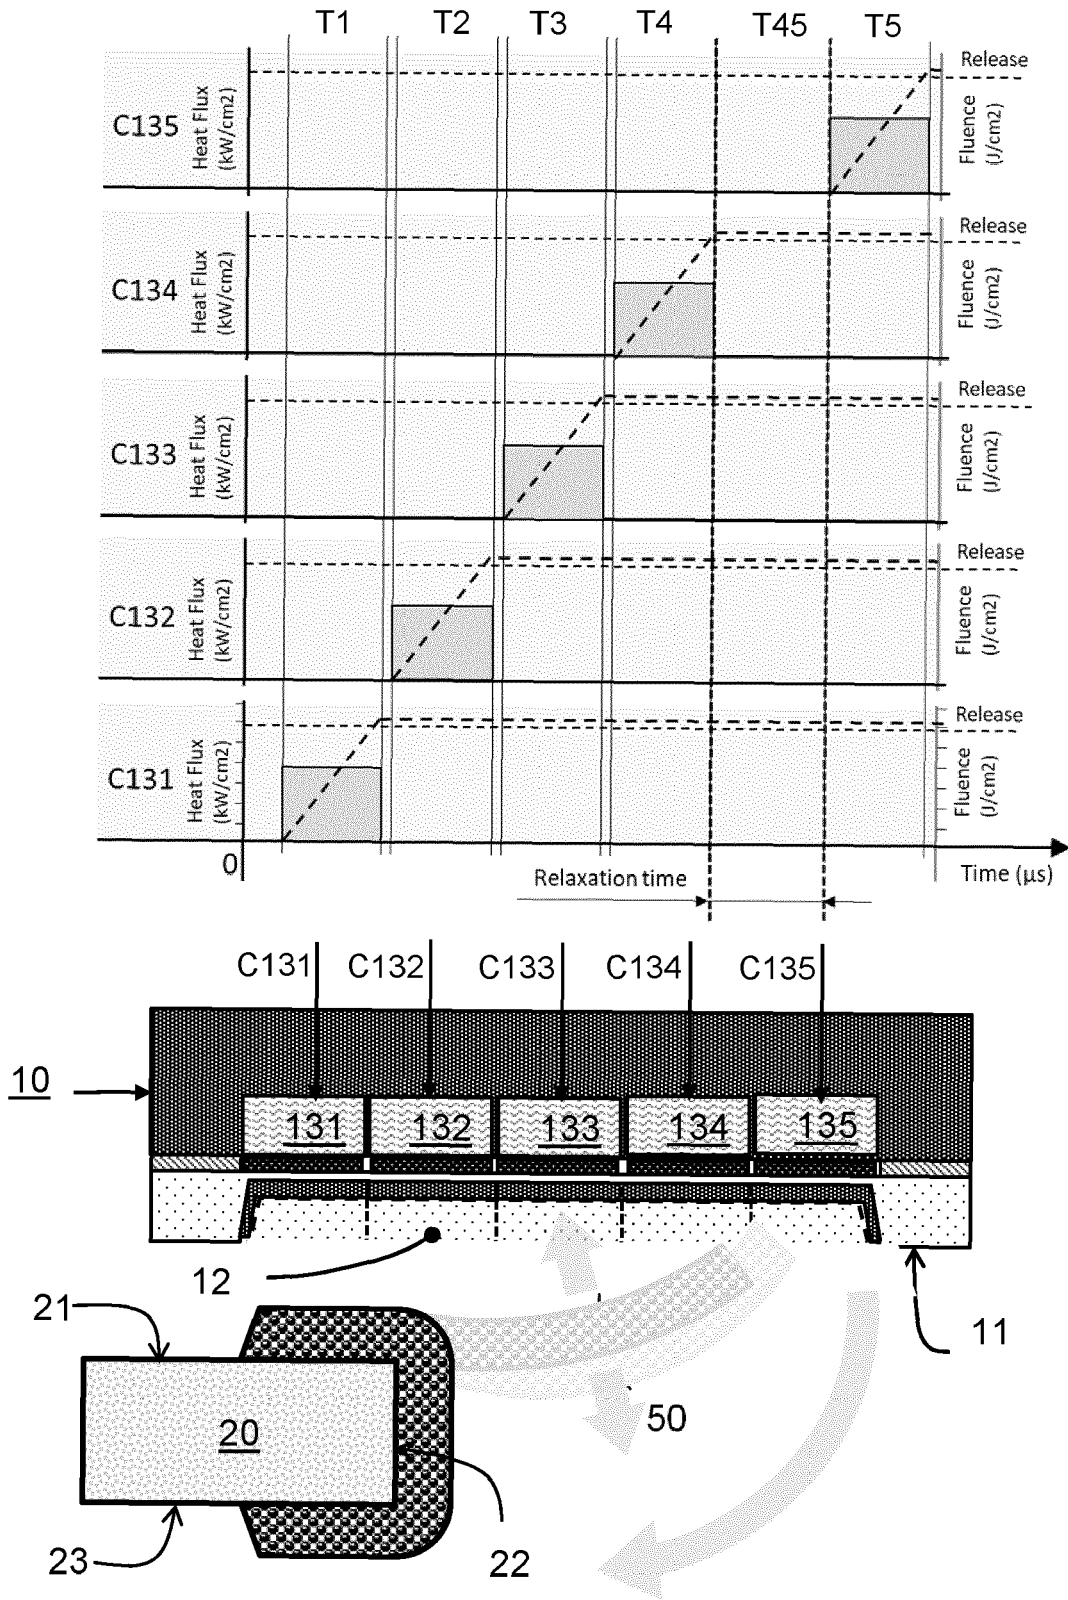 T1 T2 T3 T4 T45 T5
Release
C135
Heat Flux
(kW/cm2)
Fluence
(J/cm2)
Release
C134
Heat Flux
(kW/cm2)
Fluence
(J/cm2)
Release
C133
Heat Flux
(kW/cm2)
Fluence
(J/cm2)
Release
C132
Heat Flux
(kW/cm2)
Fluence
(J/cm2)
Release
C131
Heat Flux
(kW/cm2)
Fluence
(J/cm2)
0
Relaxation time
Time (µs)
C131 C132 C133 C134 C135
10
131 132 133 134 135
12
11
21
50
20
23
22